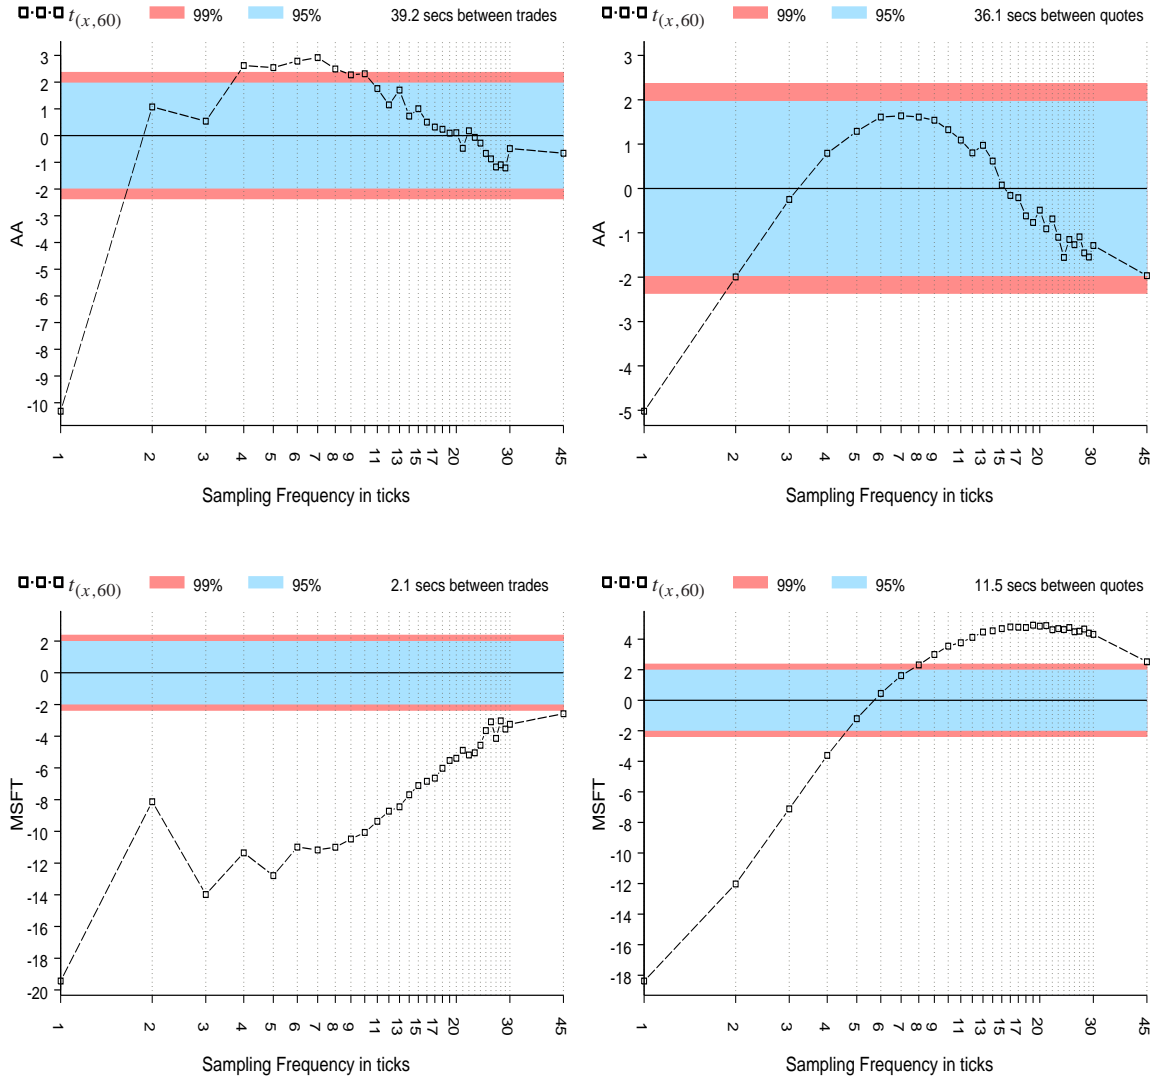 t(x,60) 99% 95% 39.2 secs between trades
3
2
1
0
-1
-2
-3
-4
-5
-6
-7
-8
-9
-10
AA
1 2 3 4 5 6 7 8 9 11 13 15 17 20 30 45
Sampling Frequency in ticks
t(x,60) 99% 95% 36.1 secs between quotes
3
2
1
0
-1
-2
-3
-4
-5
AA
1 2 3 4 5 6 7 8 9 11 13 15 17 20 30 45
Sampling Frequency in ticks
t(x,60) 99% 95% 2.1 secs between trades
2
0
-2
-4
-6
-8
-10
-12
-14
-16
-18
-20
MSFT
1 2 3 4 5 6 7 8 9 11 13 15 17 20 30 45
Sampling Frequency in ticks
t(x,60) 99% 95% 11.5 secs between quotes
4
2
0
-2
-4
-6
-8
-10
-12
-14
-16
-18
MSFT
1 2 3 4 5 6 7 8 9 11 13 15 17 20 30 45
Sampling Frequency in ticks